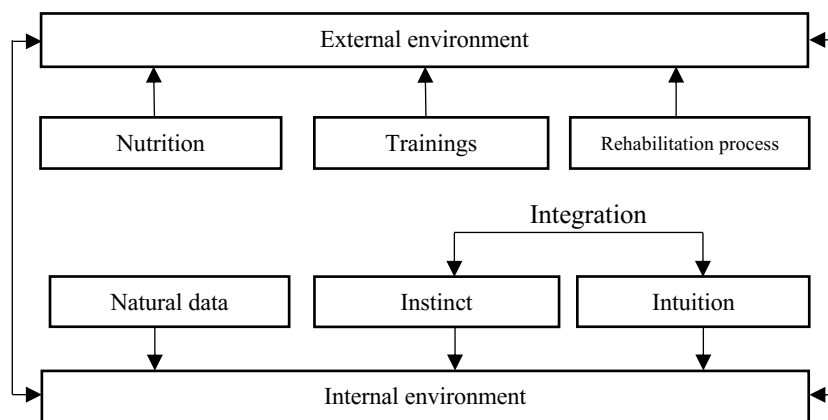 External environment
Nutrition
Trainings
Rehabilitation process
Integration
Natural data
Instinct
Intuition
Internal environment